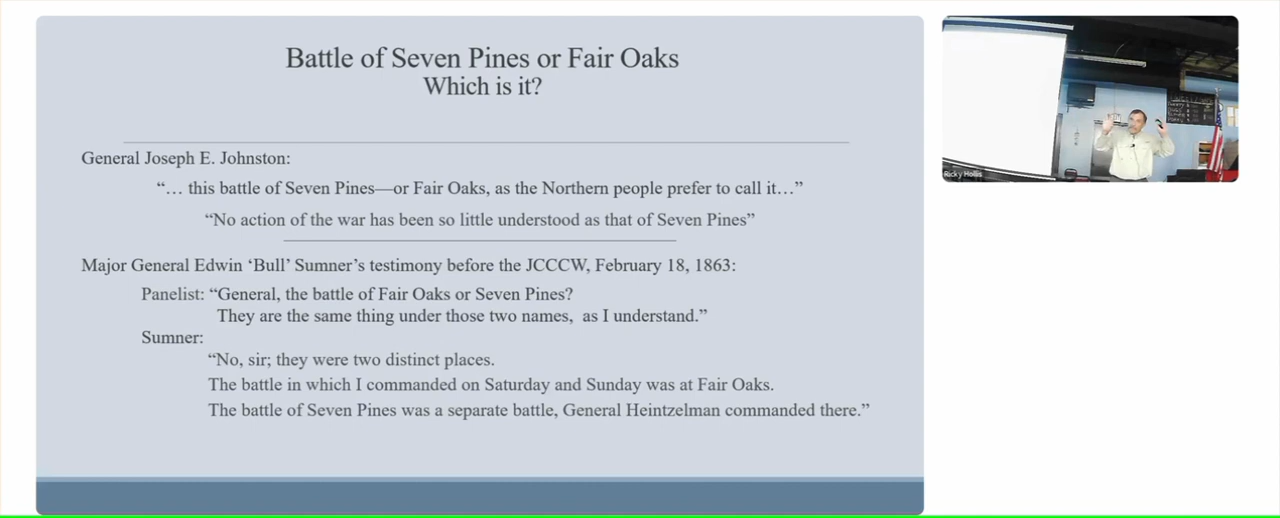 Battle of Seven Pines or Fair Oaks
Which is it?
General Joseph E. Johnston:
“… this battle of Seven Pines—or Fair Oaks, as the Northern people prefer to call it…”
“No action of the war has been so little understood as that of Seven Pines”
Major General Edwin ‘Bull’ Sumner’s testimony before the JCCCW, February 18, 1863:
Panelist: “General, the battle of Fair Oaks or Seven Pines?
They are the same thing under those two names, as I understand.”
Sumner:
“No, sir; they were two distinct places.
The battle in which I commanded on Saturday and Sunday was at Fair Oaks.
The battle of Seven Pines was a separate battle, General Heintzelman commanded there.”
Ricky Hollis